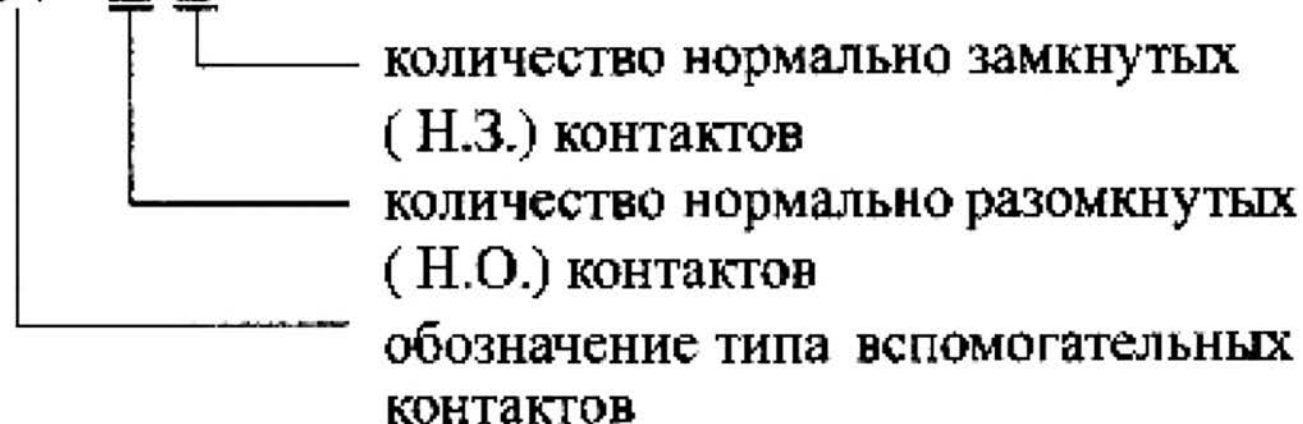 количество нормально замкнутых
( Н.З.) контактов
количество нормально разомкнутых
( Н.О.) контактов
обозначение типа вспомогательных
контактов